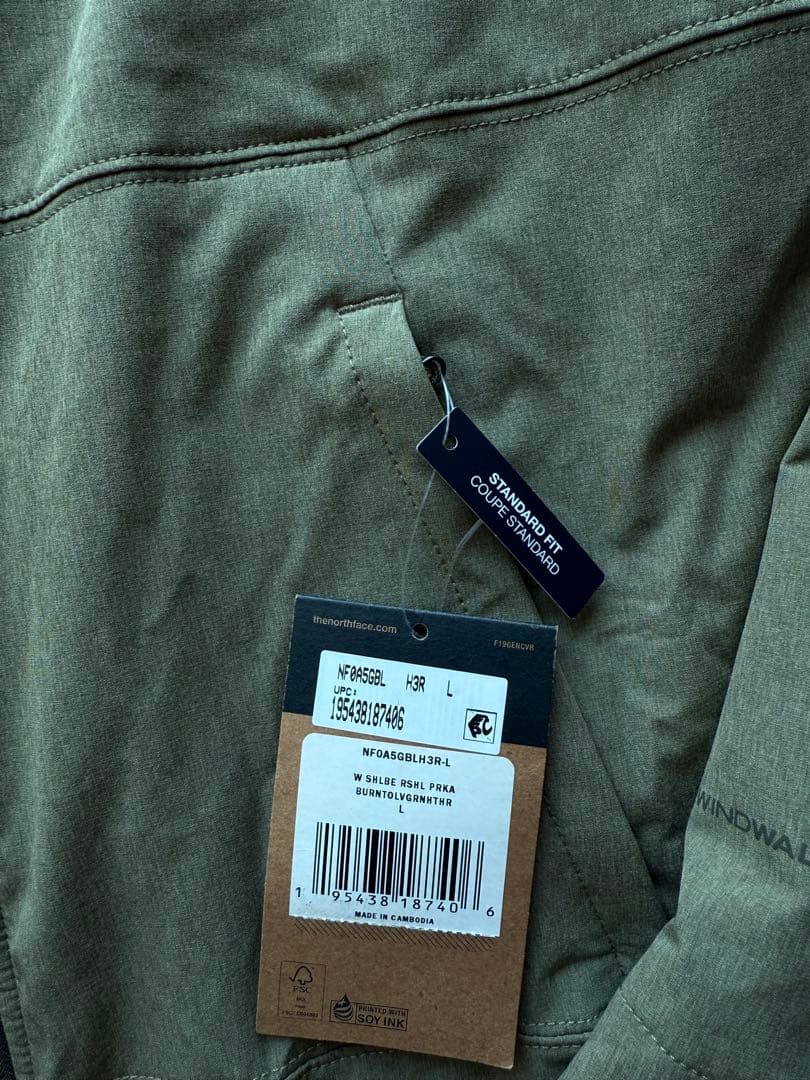 STANDARD FIT
COUPE STANDARD
thenorthface.com
F19GENCVR
NF0A5GBL H3R L
UPC:
195438187406
NF0A5GBLH3R-L
W SHLBE RSHL PRKA
BURNTOLVGRNHTHR
L
1 95438 18740 6
MADE IN CAMBODIA
FSC
PRINTED WITH
SOY INK
WINDWAL